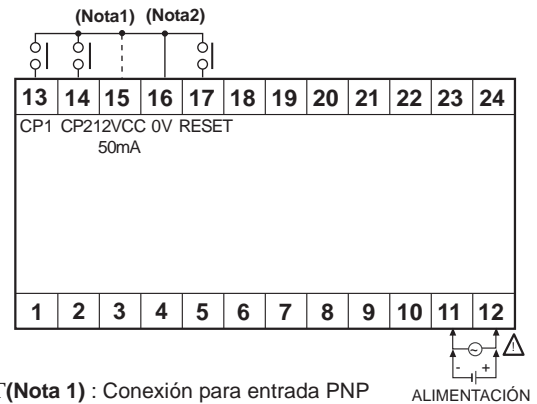 (Nota1) (Nota2)
13 14 15 16 17 18 19 20 21 22 23 24
CP1 CP2 12VCC 0V RESET
50mA
1 2 3 4 5 6 7 8 9 10 11 12
- +
(Nota 1) : Conexión para entrada PNP
ALIMENTACIÓN